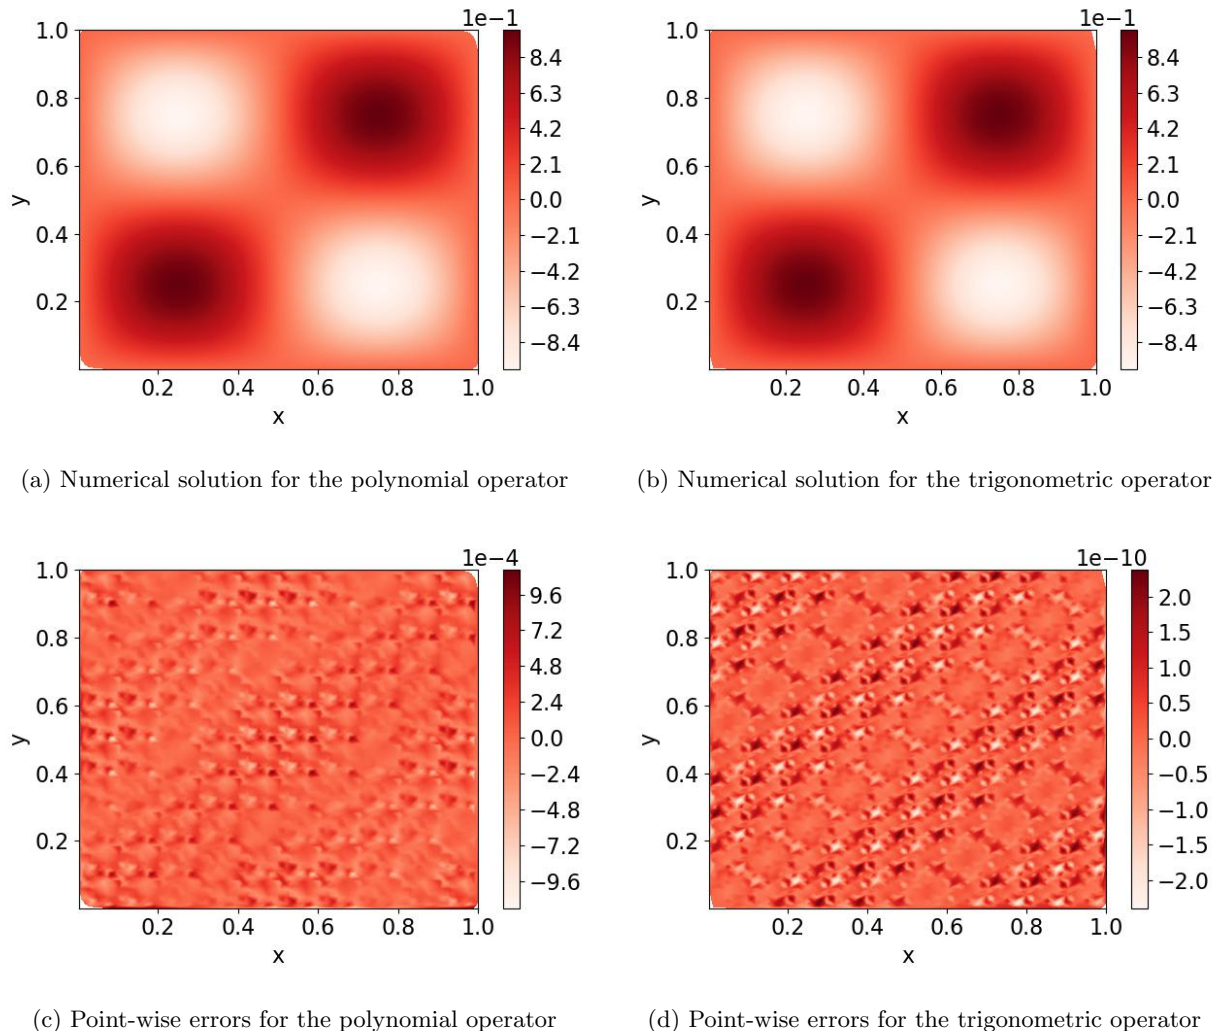 1e−1
1.0
0.8
0.6
0.4
0.2
y
0.2 0.4 0.6 0.8 1.0
x
8.4
6.3
4.2
2.1
0.0
−2.1
−4.2
−6.3
−8.4
(a) Numerical solution for the polynomial operator
1e−1
1.0
0.8
0.6
0.4
0.2
y
0.2 0.4 0.6 0.8 1.0
x
8.4
6.3
4.2
2.1
0.0
−2.1
−4.2
−6.3
−8.4
(b) Numerical solution for the trigonometric operator
1e−4
1.0
0.8
0.6
0.4
0.2
y
0.2 0.4 0.6 0.8 1.0
x
9.6
7.2
4.8
2.4
0.0
−2.4
−4.8
−7.2
−9.6
(c) Point-wise errors for the polynomial operator
1e−10
1.0
0.8
0.6
0.4
0.2
y
0.2 0.4 0.6 0.8 1.0
x
2.0
1.5
1.0
0.5
0.0
−0.5
−1.0
−1.5
−2.0
(d) Point-wise errors for the trigonometric operator